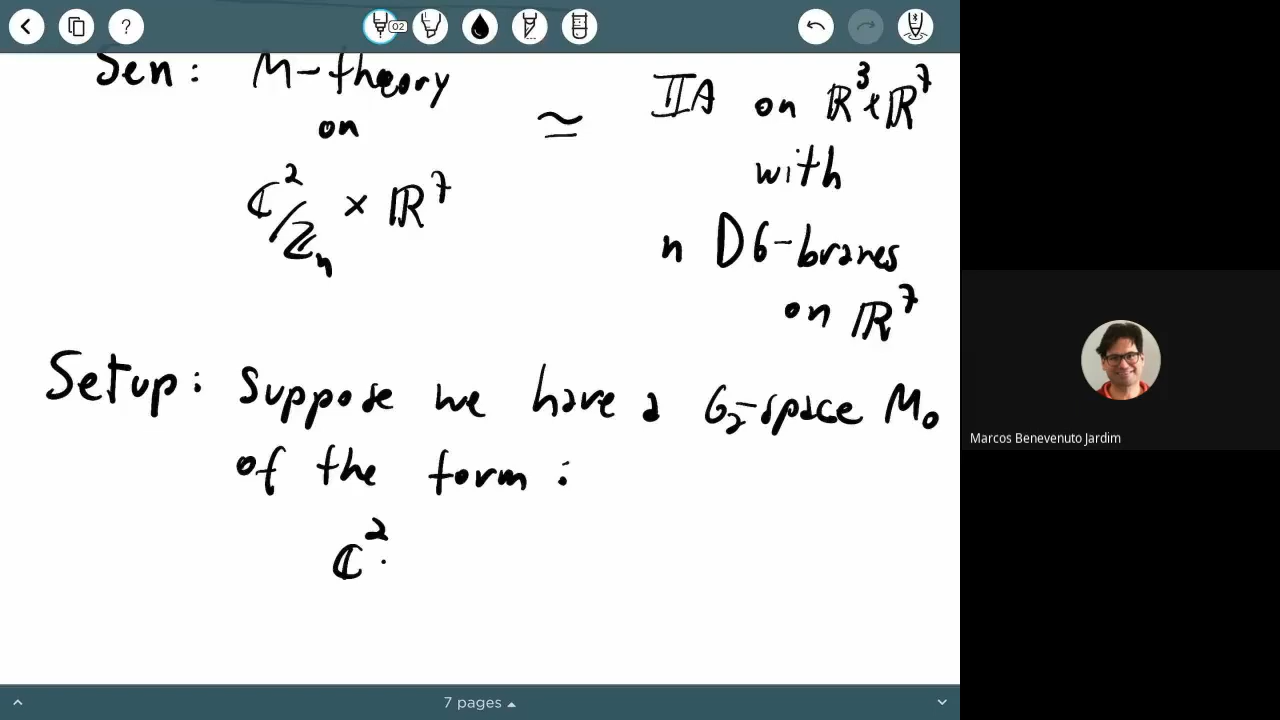 02
Sen: M-theory
on
ℂ²/ℤₙ × ℝ⁷
≃
IIA on ℝ³×ℝ⁷
with
n D6-branes
on ℝ⁷
Setup: Suppose we have a G₂-space M₀
of the form:
ℂ²
Marcos Benevenuto Jardim
7 pages